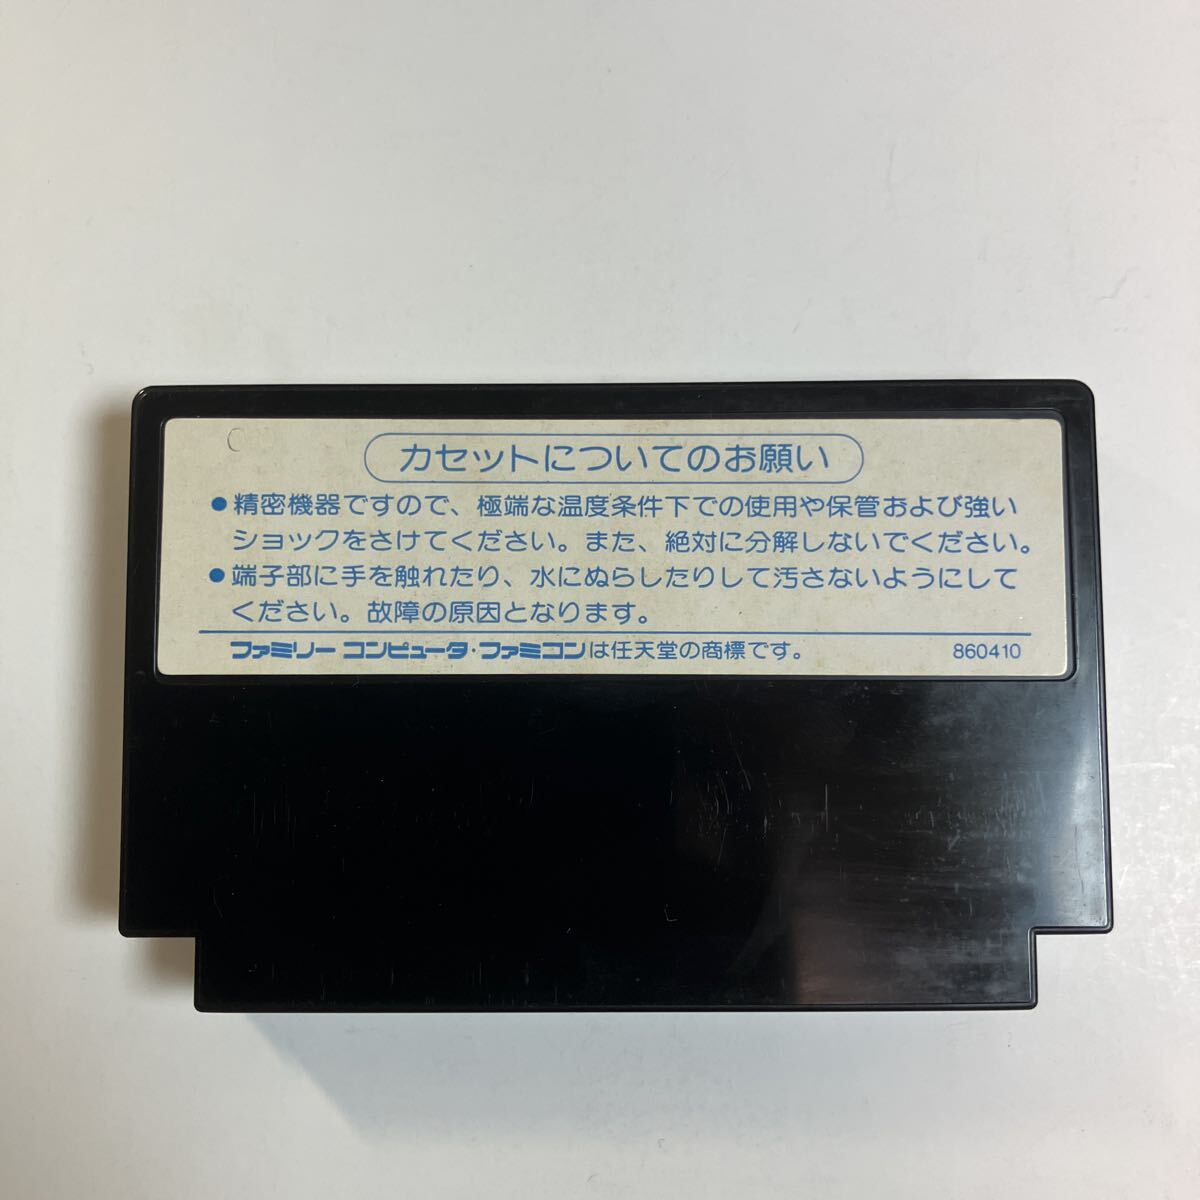 カセットについてのお願い
●精密機器ですので、極端な温度条件下での使用や保管および強い
ショックをさけてください。また、絶対に分解しないでください。
●端子部に手を触れたり、水にぬらしたりして汚さないようにして
ください。故障の原因となります。
ファミリー コンピュータ・ファミコンは任天堂の商標です。 860410